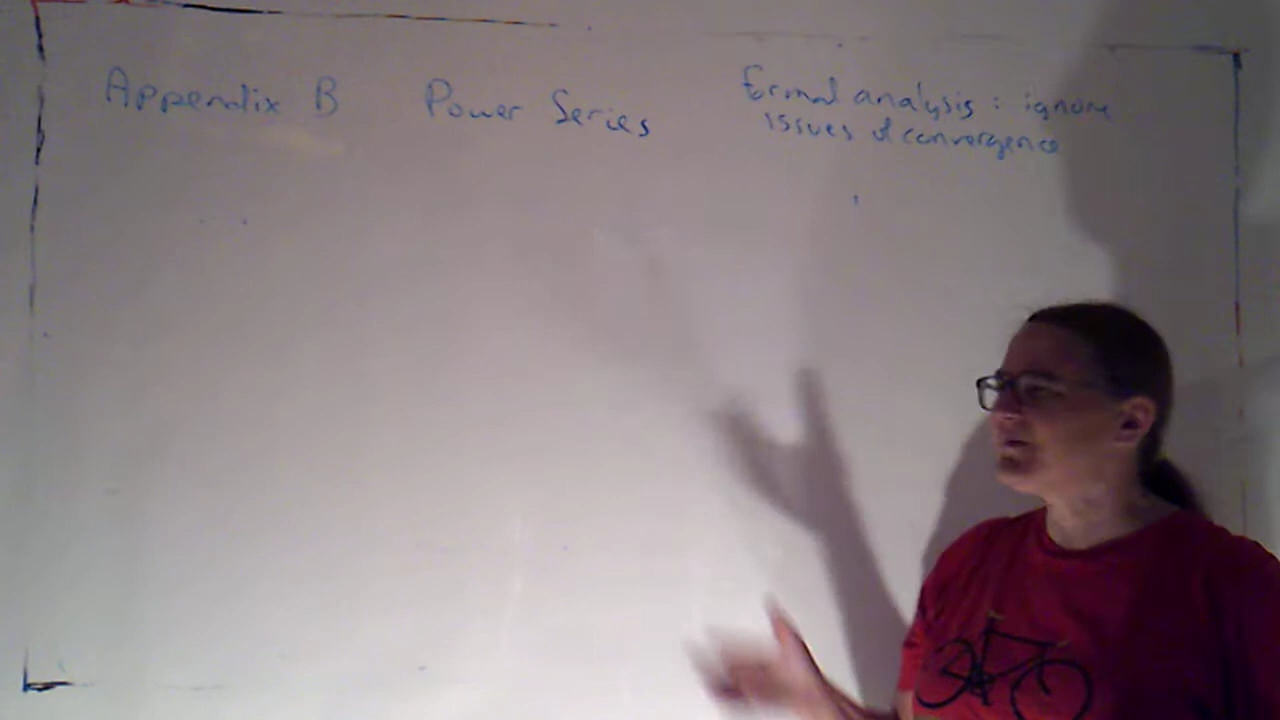 Appendix B Power Series
formal analysis : ignore
issues of convergence